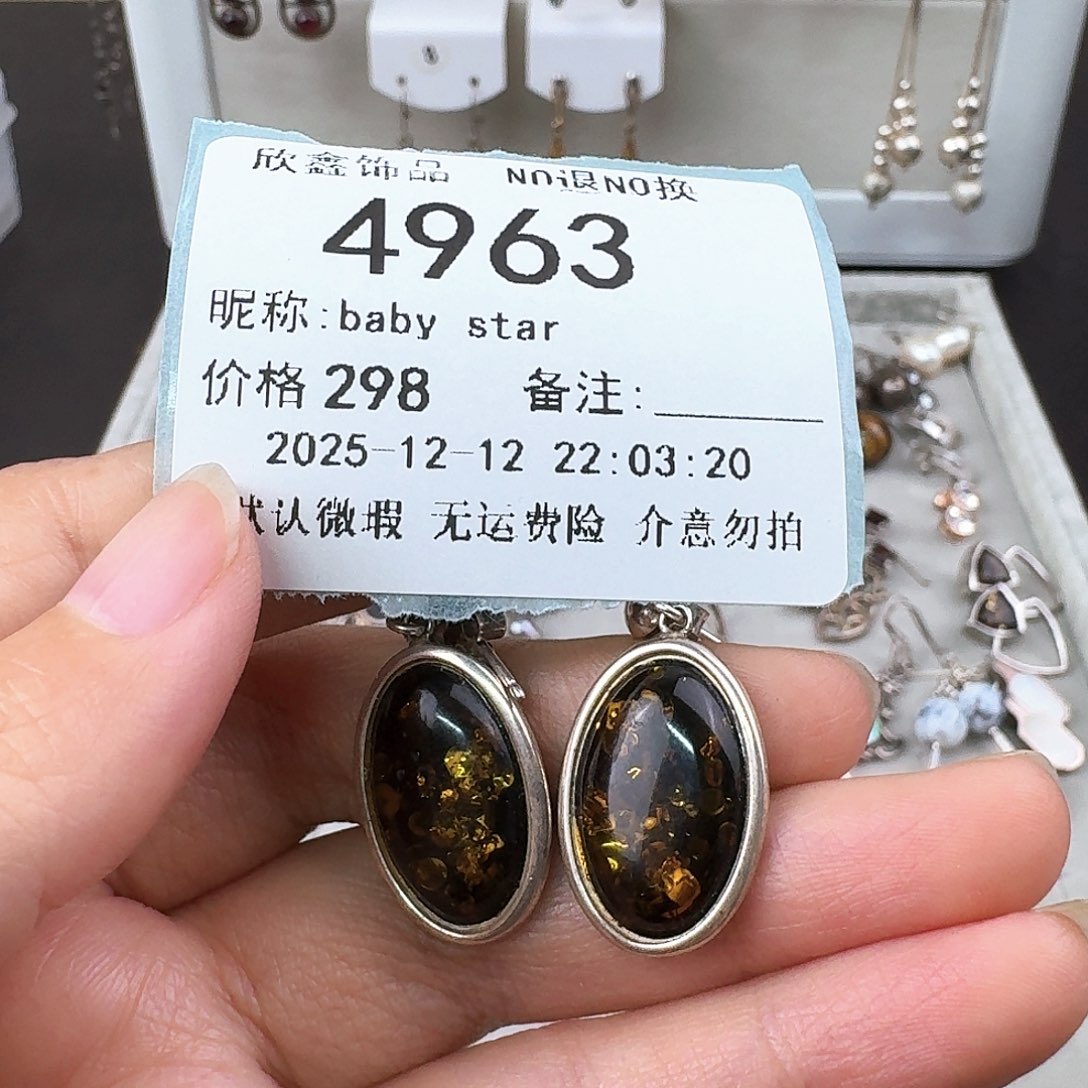 欣鑫饰品 NO退NO换
4963
昵称:baby star
价格 298 备注:
2025-12-12 22:03:20
默认微瑕 无运费险 介意勿拍